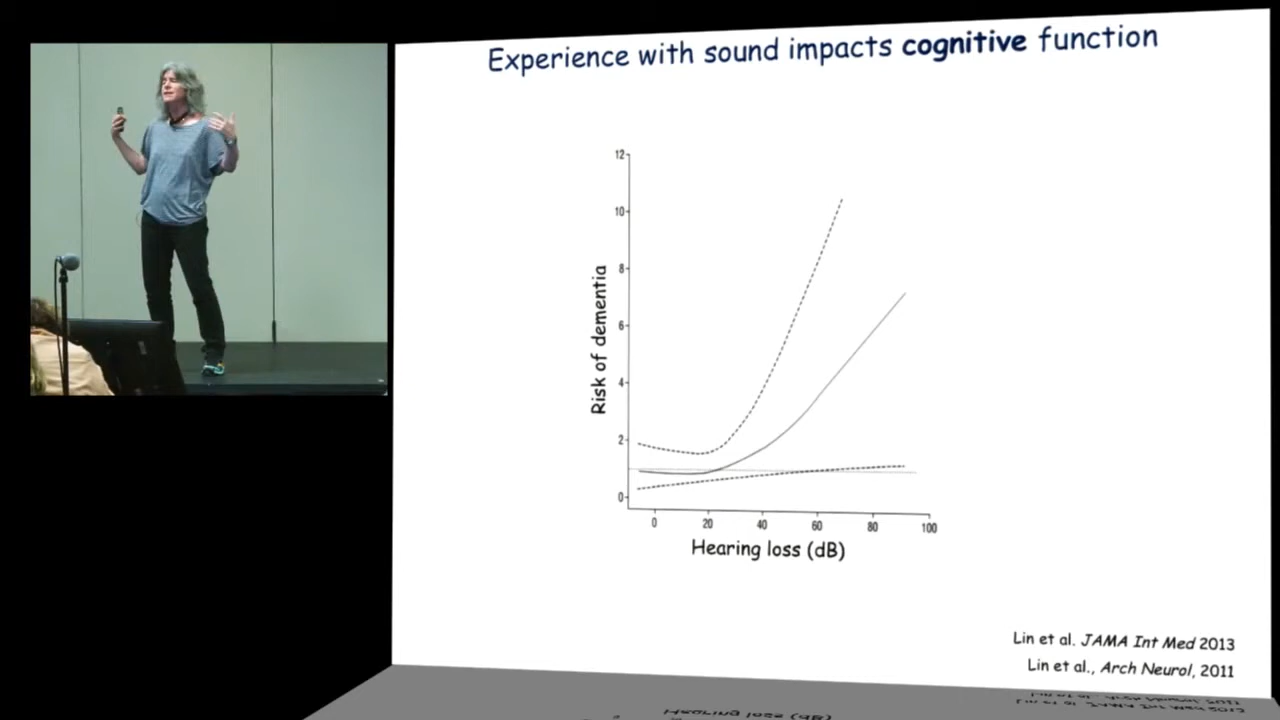 Experience with sound impacts cognitive function
12
10
8
6
4
2
0
Risk of dementia
0 20 40 60 80 100
Hearing loss (dB)
Lin et al. JAMA Int Med 2013
Lin et al., Arch Neurol, 2011